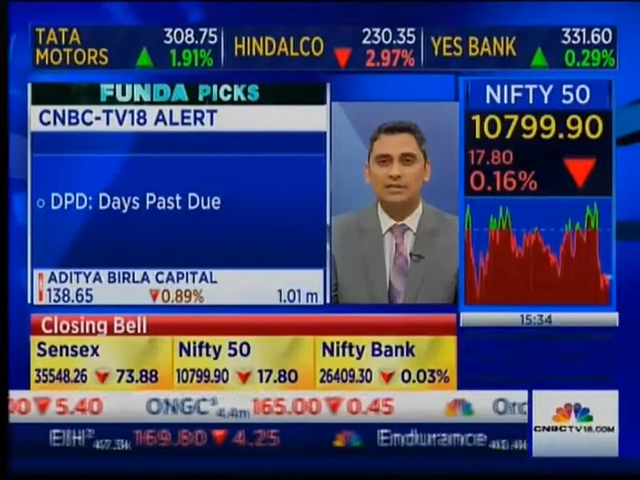 TATA MOTORS 308.75 ▲ 1.91% HINDALCO 230.35 ▼ 2.97% YES BANK 331.60 ▲ 0.29%
FUNDA PICKS
CNBC-TV18 ALERT
DPD: Days Past Due
ADITYA BIRLA CAPITAL
138.65 ▼0.89% 1.01 m
NIFTY 50
10799.90
17.80
0.16% ▼
15:34
Closing Bell
Sensex Nifty 50 Nifty Bank
35548.26 ▼ 73.88 10799.90 ▼ 17.80 26409.30 ▼ 0.03%
0 ▼ 5.40 ONGC 4.4m 165.00 ▼ 0.45
EIH 169.80 ▼ 4.25 Endurance
CNBCTV18.COM